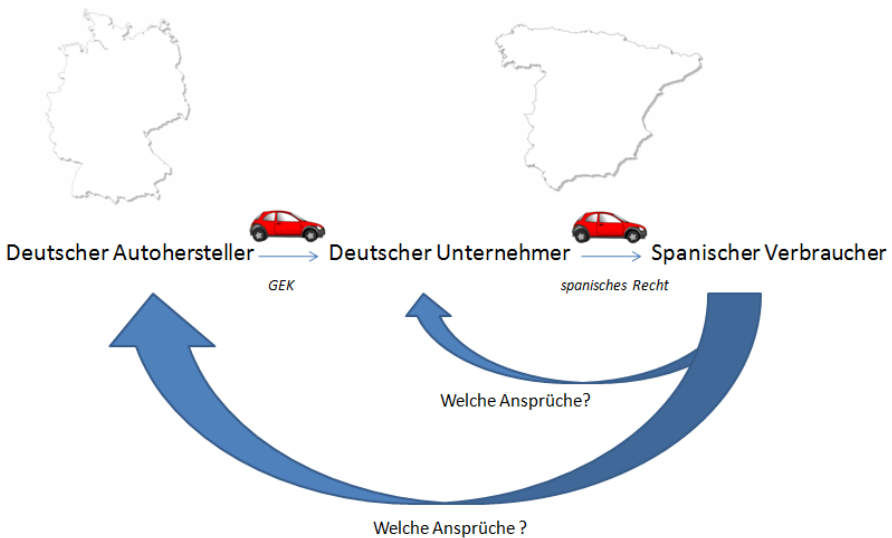 Deutscher Autohersteller
Deutscher Unternehmer
Spanischer Verbraucher
GEK
spanisches Recht
Welche Ansprüche?
Welche Ansprüche ?